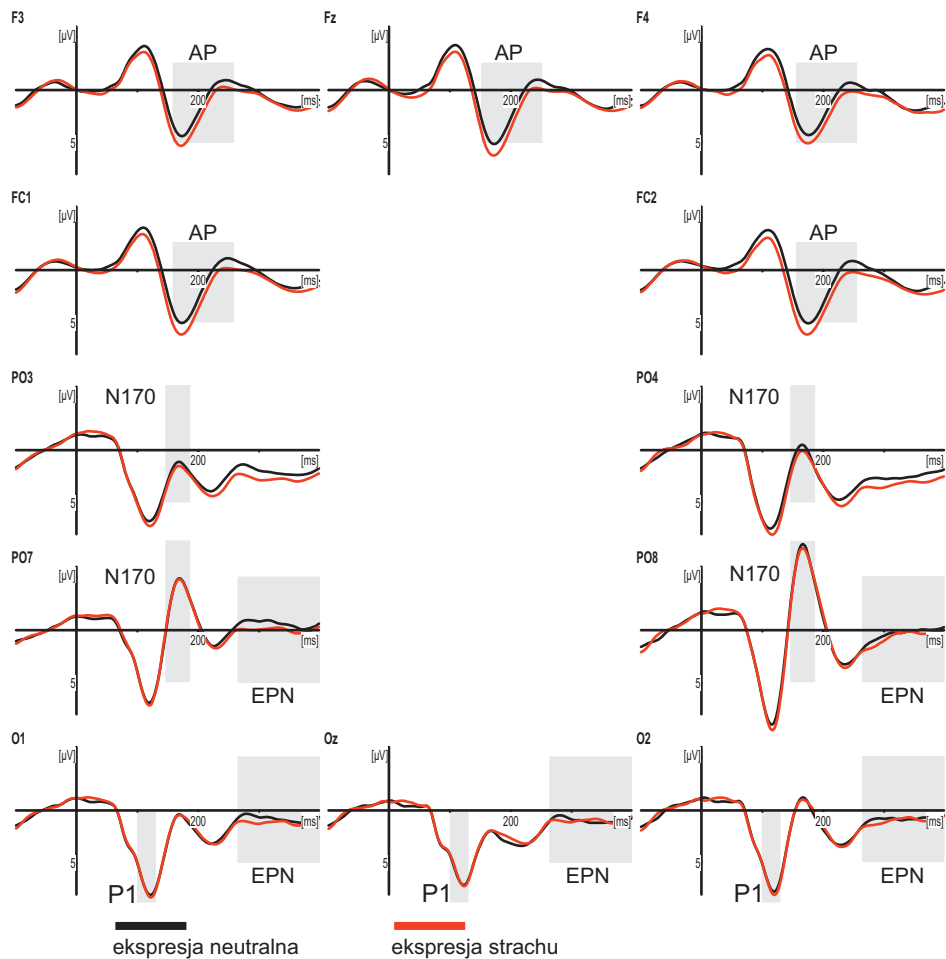 F3
[µV]
AP
200
[ms]
5
Fz
[µV]
AP
200
[ms]
5
F4
[µV]
AP
200
[ms]
5
FC1
[µV]
AP
200
[ms]
5
FC2
[µV]
AP
200
[ms]
5
PO3
[µV]
N170
200
[ms]
5
PO4
[µV]
N170
200
[ms]
5
PO7
[µV]
N170
200
[ms]
5
EPN
PO8
[µV]
N170
200
[ms]
5
EPN
O1
[µV]
200
[ms]
5
P1
EPN
Oz
[µV]
200
[ms]
5
P1
EPN
O2
[µV]
200
[ms]
5
P1
EPN
ekspresja neutralna
ekspresja strachu